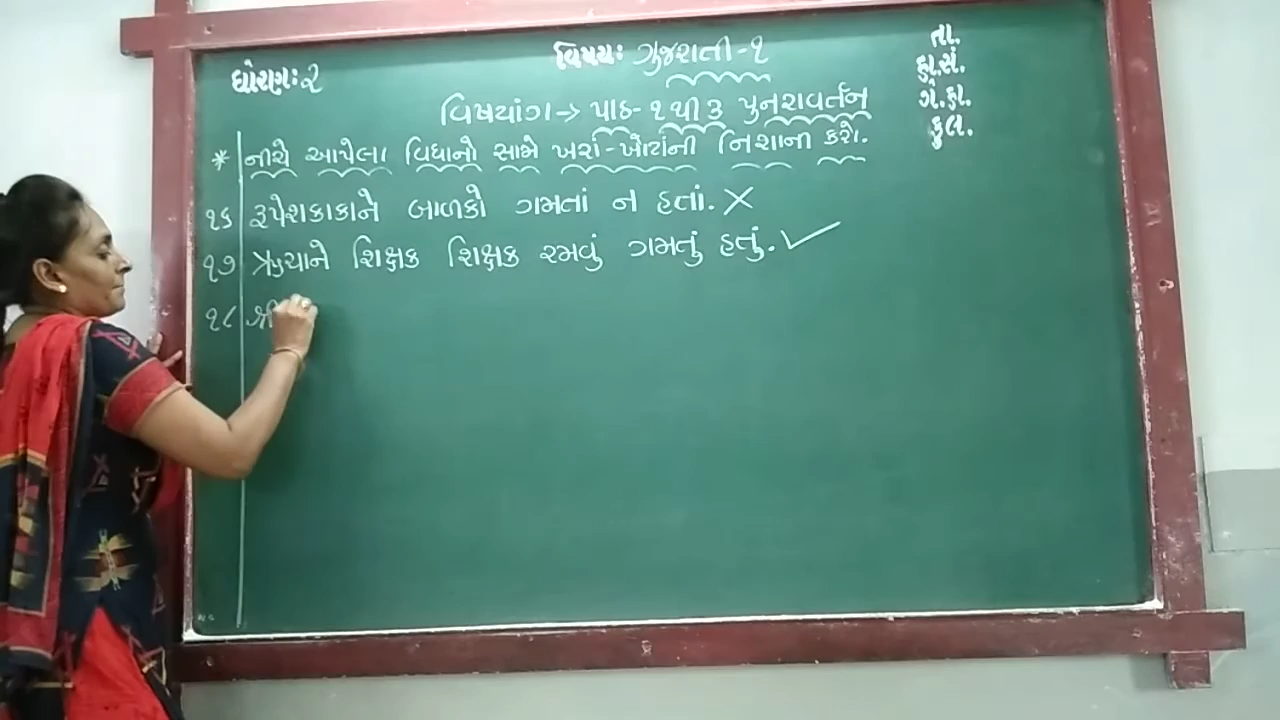 વિષય: ગુજરાતી-૧
ધોરણ: ૨
તા.
હા.સં.
ગે.હા.
કુલ.
વિષયાંગ → પાઠ- ૧ થી ૩ પુનરાવર્તન
* નીચે આપેલા વિધાનો સામે ખરાં-ખોટાંની નિશાની કરો.
૧૬ રૂપેશકાકાને બાળકો ગમતાં ન હતાં. ✗
૧૭ ઋચાને શિક્ષક શિક્ષક રમવું ગમતું હતું. ✓
૧૮